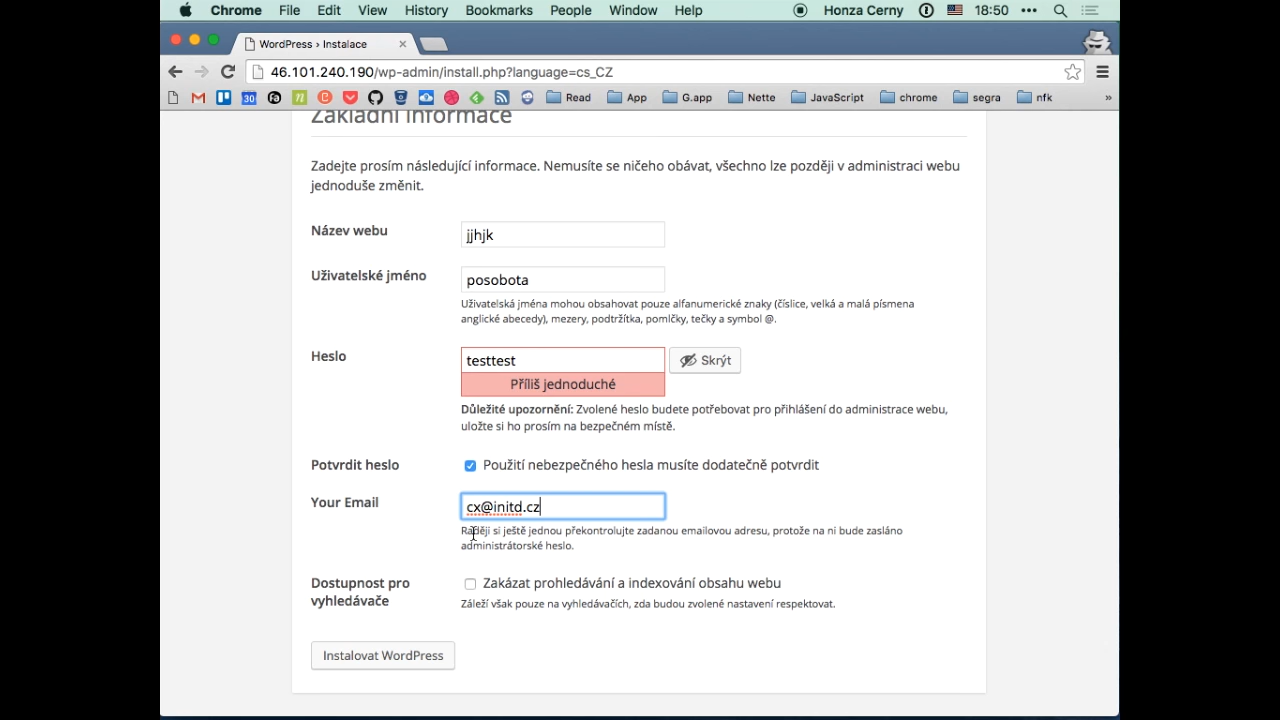 Chrome File Edit View History Bookmarks People Window Help Honza Cerny 18:50
WordPress › Instalace
46.101.240.190/wp-admin/install.php?language=cs_CZ
Read App G.app Nette JavaScript chrome segra nfk »
Základní informace
Zadejte prosím následující informace. Nemusíte se ničeho obávat, všechno lze později v administraci webu
jednoduše změnit.
Název webu jjhjk
Uživatelské jméno posobota
Uživatelská jména mohou obsahovat pouze alfanumerické znaky (číslice, velká a malá písmena
anglické abecedy), mezery, podtržítka, pomlčky, tečky a symbol @.
Heslo testtest Skrýt
Příliš jednoduché
Důležité upozornění: Zvolené heslo budete potřebovat pro přihlášení do administrace webu,
uložte si ho prosím na bezpečném místě.
Potvrdit heslo Použití nebezpečného hesla musíte dodatečně potvrdit
Your Email cx@initd.cz
Raději si ještě jednou překontrolujte zadanou emailovou adresu, protože na ni bude zasláno
administrátorské heslo.
Dostupnost pro Zakázat prohledávání a indexování obsahu webu
vyhledávače Záleží však pouze na vyhledávačích, zda budou zvolené nastavení respektovat.
Instalovat WordPress